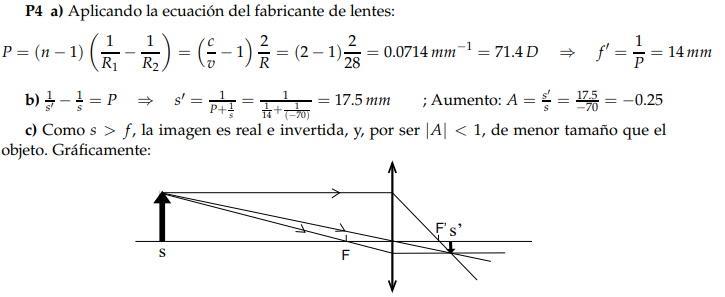 P4 a) Aplicando la ecuación del fabricante de lentes:
P = (n − 1) (1/R₁ − 1/R₂) = (c/v − 1) 2/R = (2 − 1) 2/28 = 0.0714 mm⁻¹ = 71.4 D ⇒ f′ = 1/P = 14 mm
b) 1/s′ − 1/s = P ⇒ s′ = 1/(P + 1/s) = 1/(1/14 + 1/(−70)) = 17.5 mm ; Aumento: A = s′/s = 17.5/−70 = −0.25
c) Como s > f, la imagen es real e invertida, y, por ser |A| < 1, de menor tamaño que el
objeto. Gráficamente:
F' s'
s F